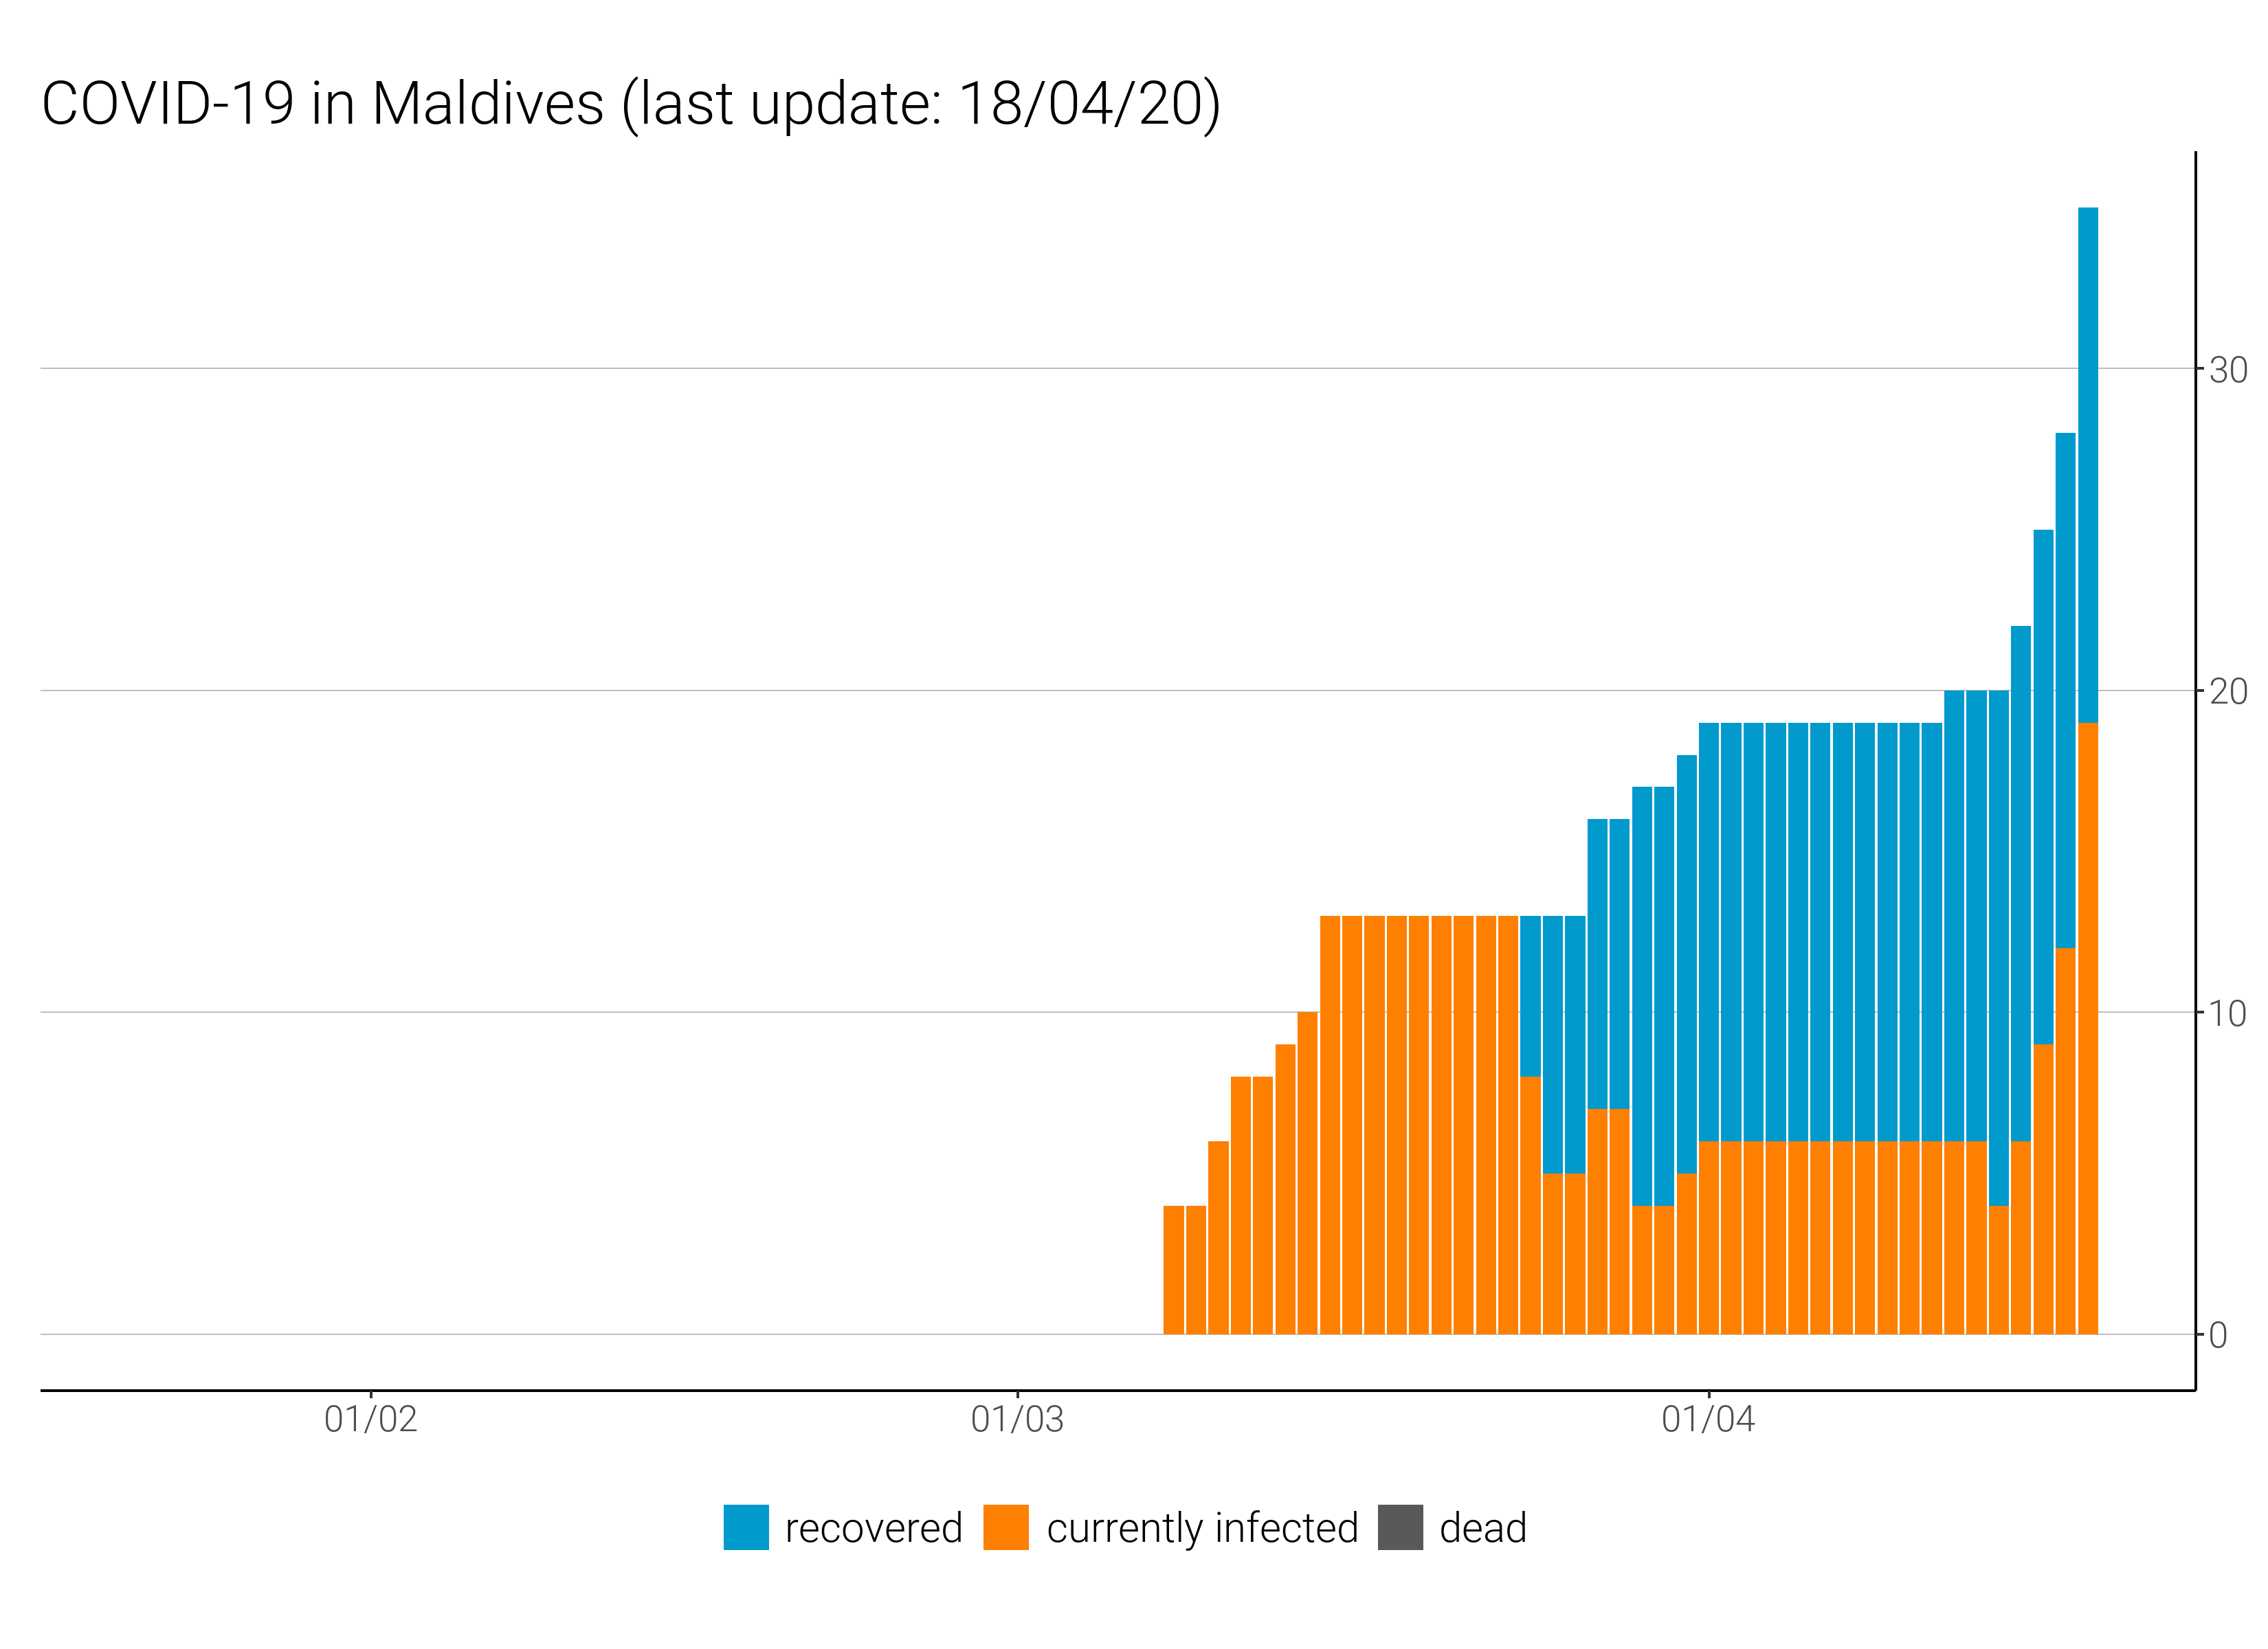 COVID-19 in Maldives (last update: 18/04/20)
30
20
10
0
01/02 01/03 01/04
recovered currently infected dead